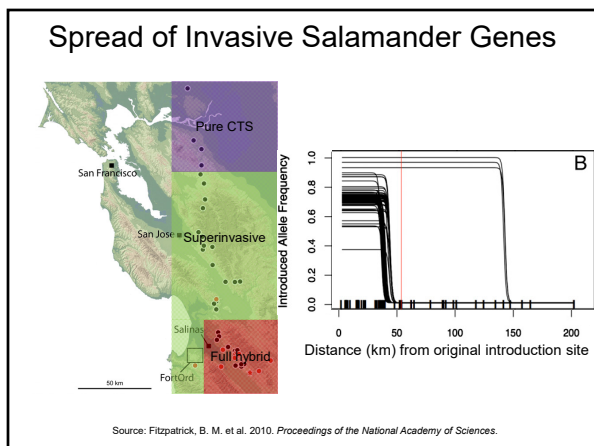 Spread of Invasive Salamander Genes
Pure CTS
San Francisco
San Jose
Superinvasive
Salinas
Full hybrid
FortOrd
50 km
B
Introduced Allele Frequency
1.0
0.8
0.6
0.4
0.2
0.0
0 50 100 150 200
Distance (km) from original introduction site
Source: Fitzpatrick, B. M. et al. 2010. Proceedings of the National Academy of Sciences.